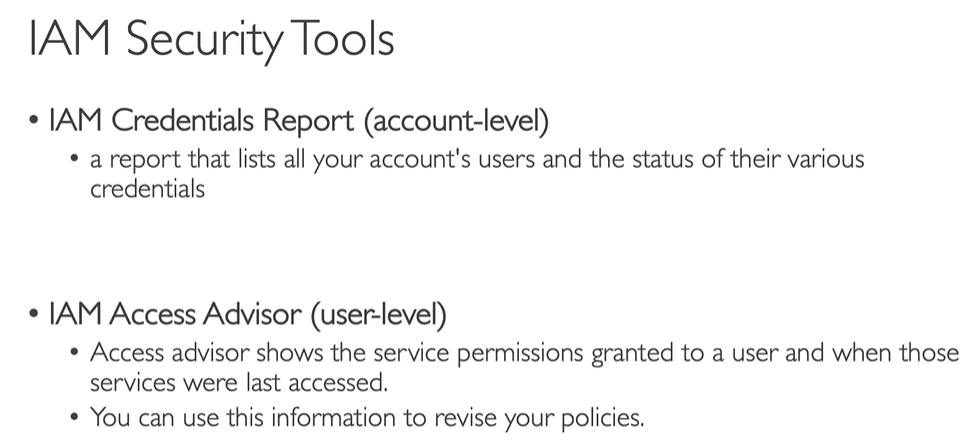 IAM Security Tools
• IAM Credentials Report (account-level)
• a report that lists all your account's users and the status of their various
credentials
• IAM Access Advisor (user-level)
• Access advisor shows the service permissions granted to a user and when those
services were last accessed.
• You can use this information to revise your policies.